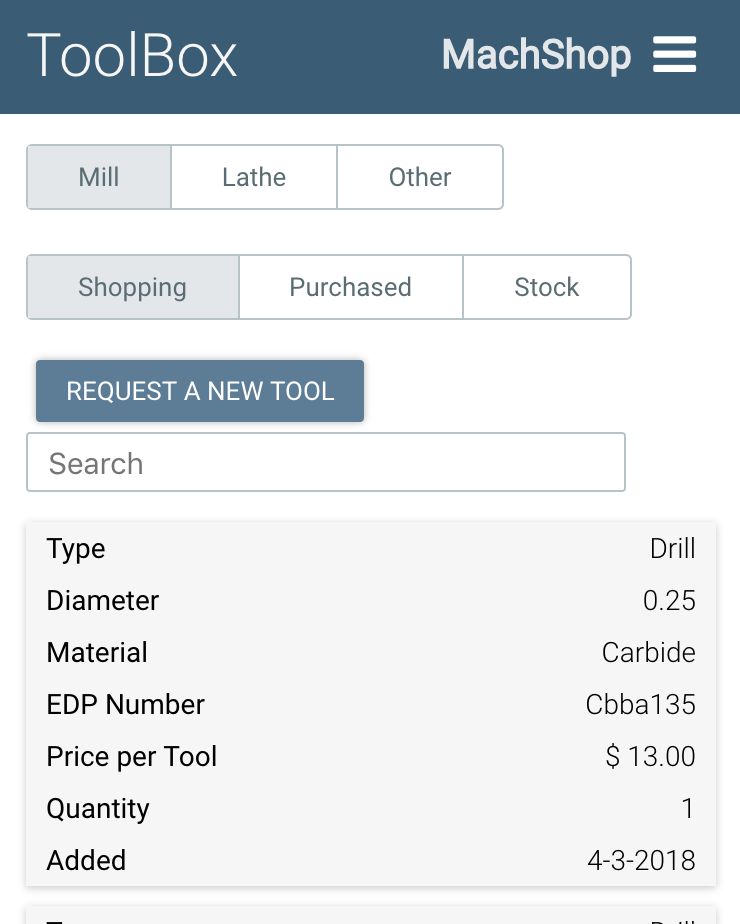 ToolBox MachShop
Mill Lathe Other
Shopping Purchased Stock
REQUEST A NEW TOOL
Search
Type Drill
Diameter 0.25
Material Carbide
EDP Number Cbba135
Price per Tool $ 13.00
Quantity 1
Added 4-3-2018